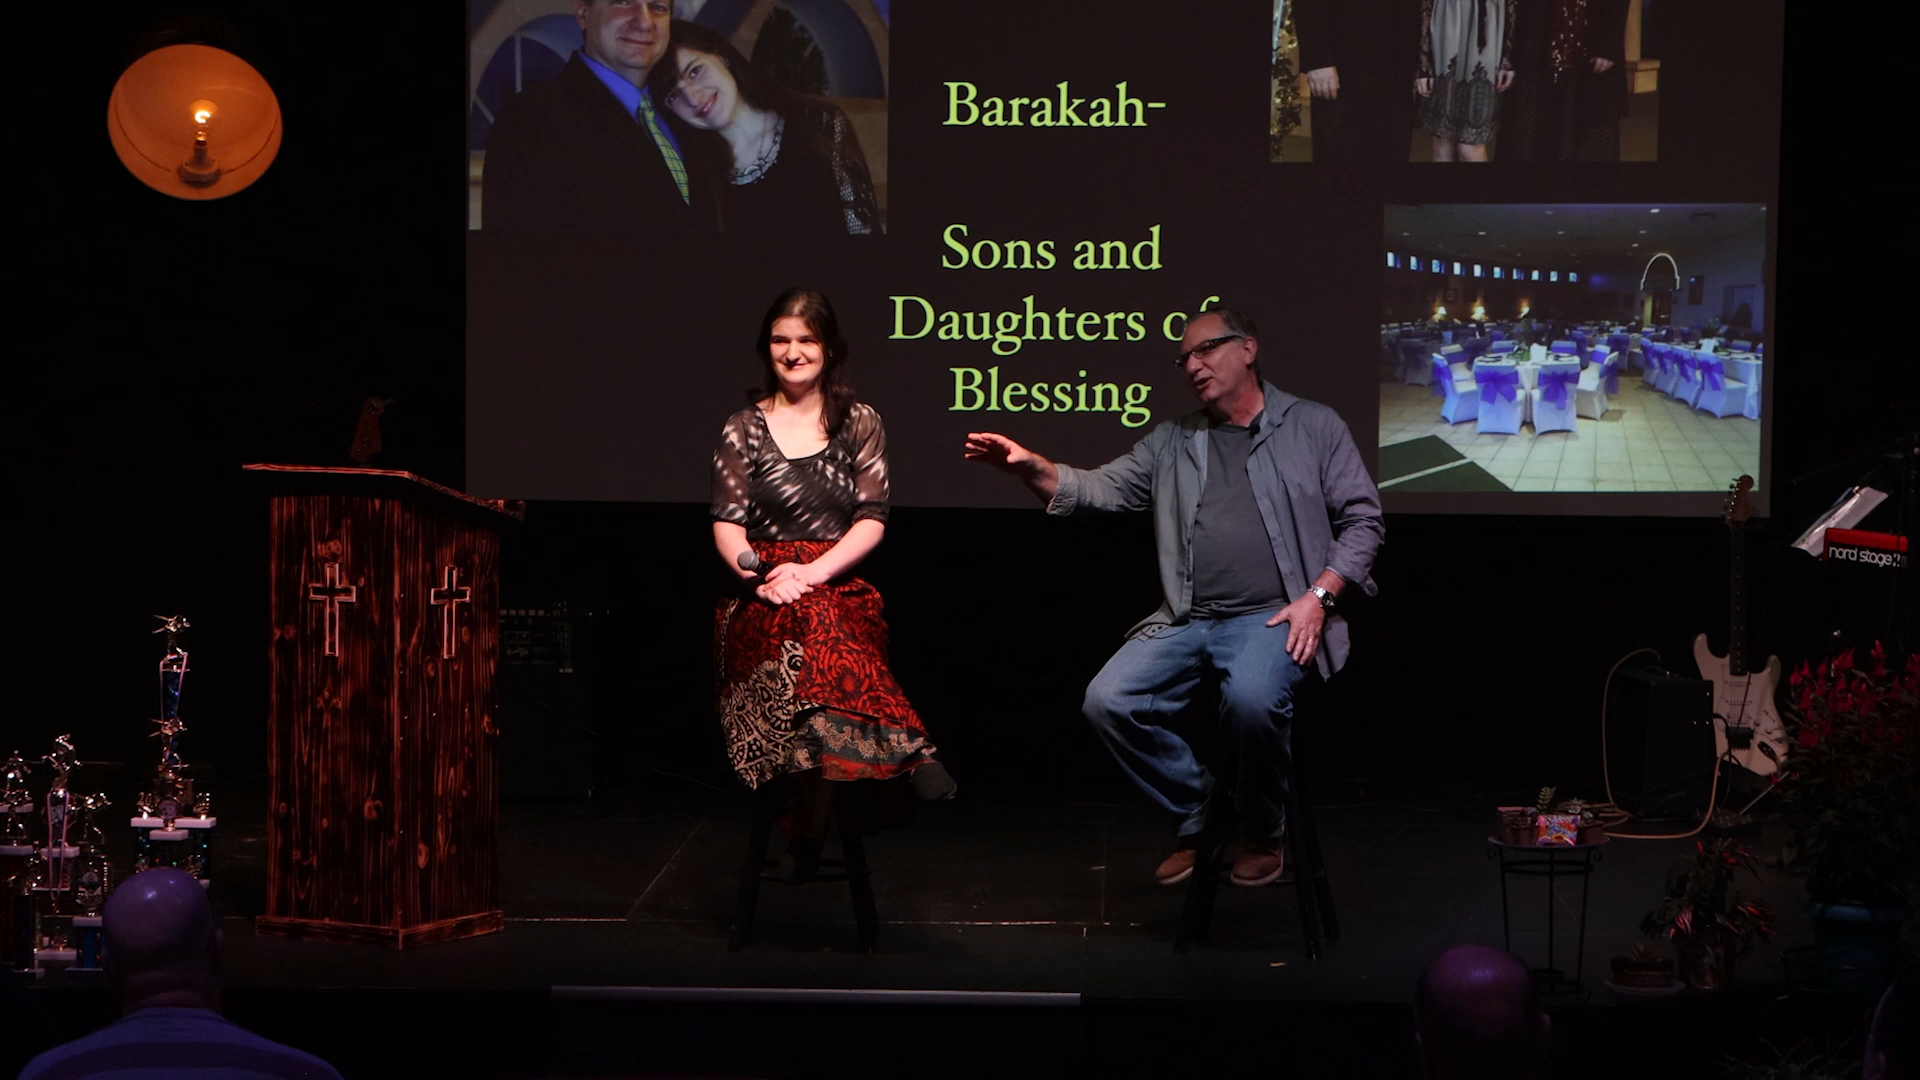 Barakah-
Sons and
Daughters of
Blessing
nord stage